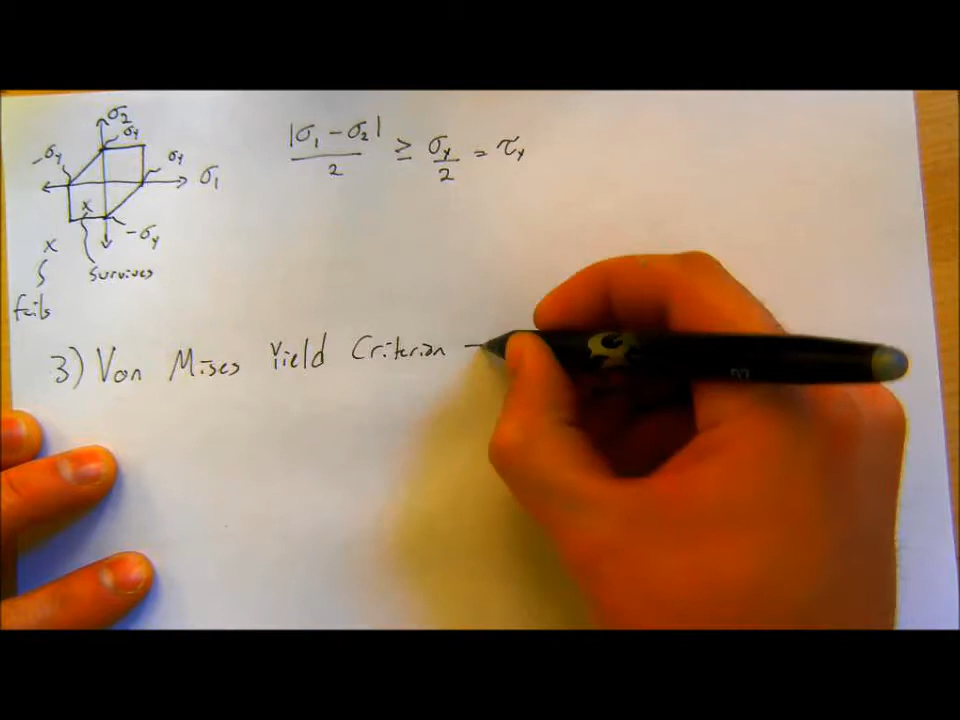 σ2
σy
-σy
σy
σ1
|σ1 - σ2| / 2 ≥ σy / 2 = τy
x
-σy
x
Survives
fails
3) Von Mises Yield Criterion -